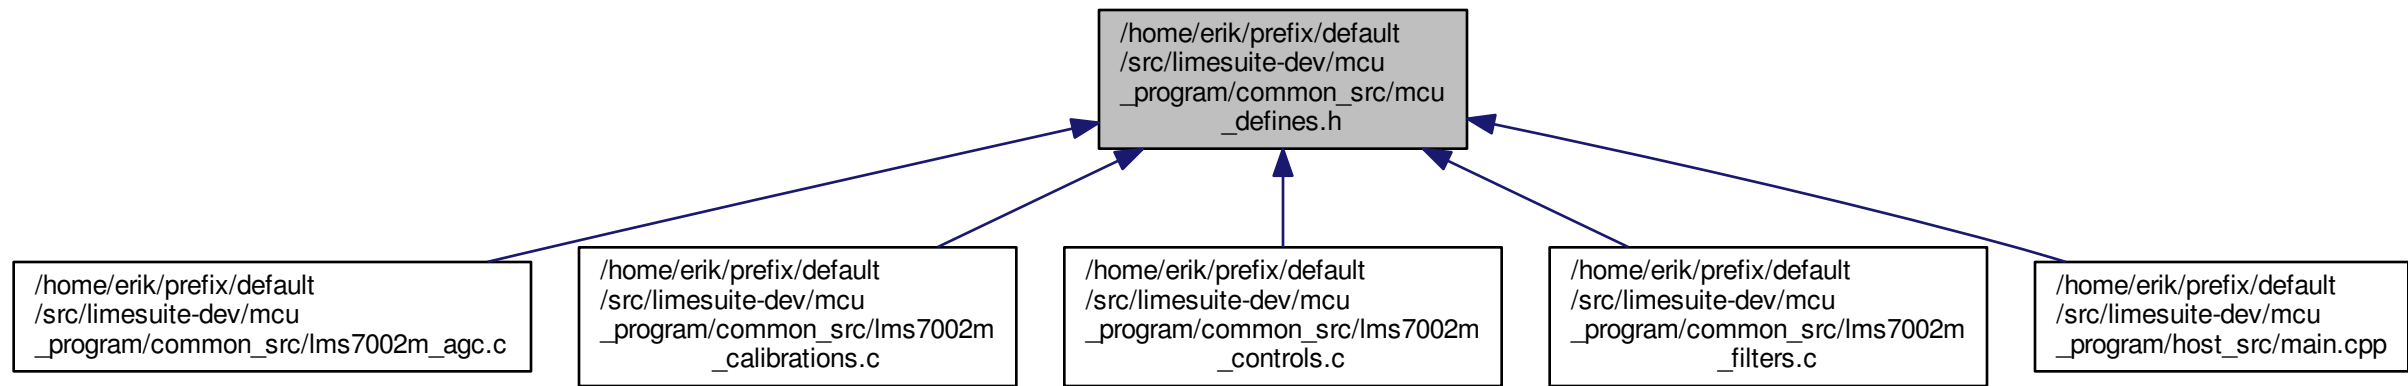 /home/erik/prefix/default
/src/limesuite-dev/mcu
_program/common_src/mcu
_defines.h
/home/erik/prefix/default
/src/limesuite-dev/mcu
_program/common_src/lms7002m_agc.c
/home/erik/prefix/default
/src/limesuite-dev/mcu
_program/common_src/lms7002m
_calibrations.c
/home/erik/prefix/default
/src/limesuite-dev/mcu
_program/common_src/lms7002m
_controls.c
/home/erik/prefix/default
/src/limesuite-dev/mcu
_program/common_src/lms7002m
_filters.c
/home/erik/prefix/default
/src/limesuite-dev/mcu
_program/host_src/main.cpp